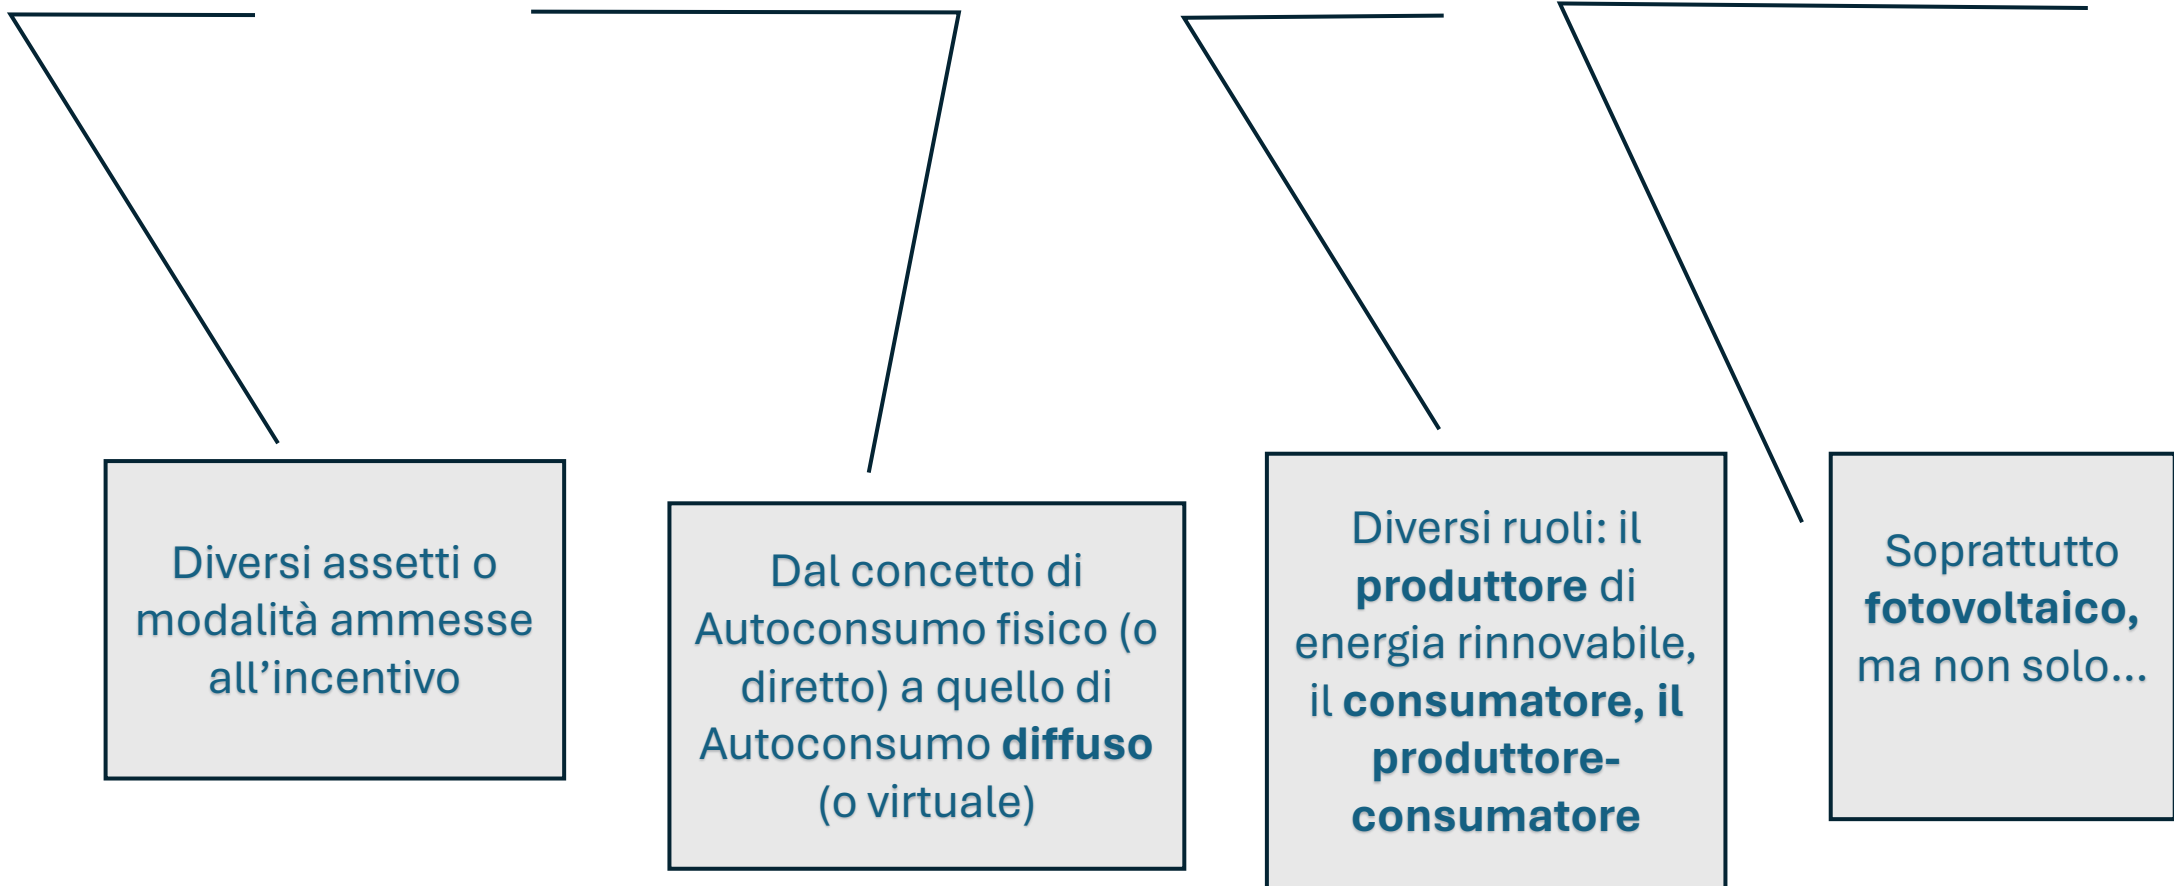 Diversi assetti o
modalità ammesse
all’incentivo
Dal concetto di
Autoconsumo fisico (o
diretto) a quello di
Autoconsumo diffuso
(o virtuale)
Diversi ruoli: il
produttore di
energia rinnovabile,
il consumatore, il
produttore-
consumatore
Soprattutto
fotovoltaico,
ma non solo…